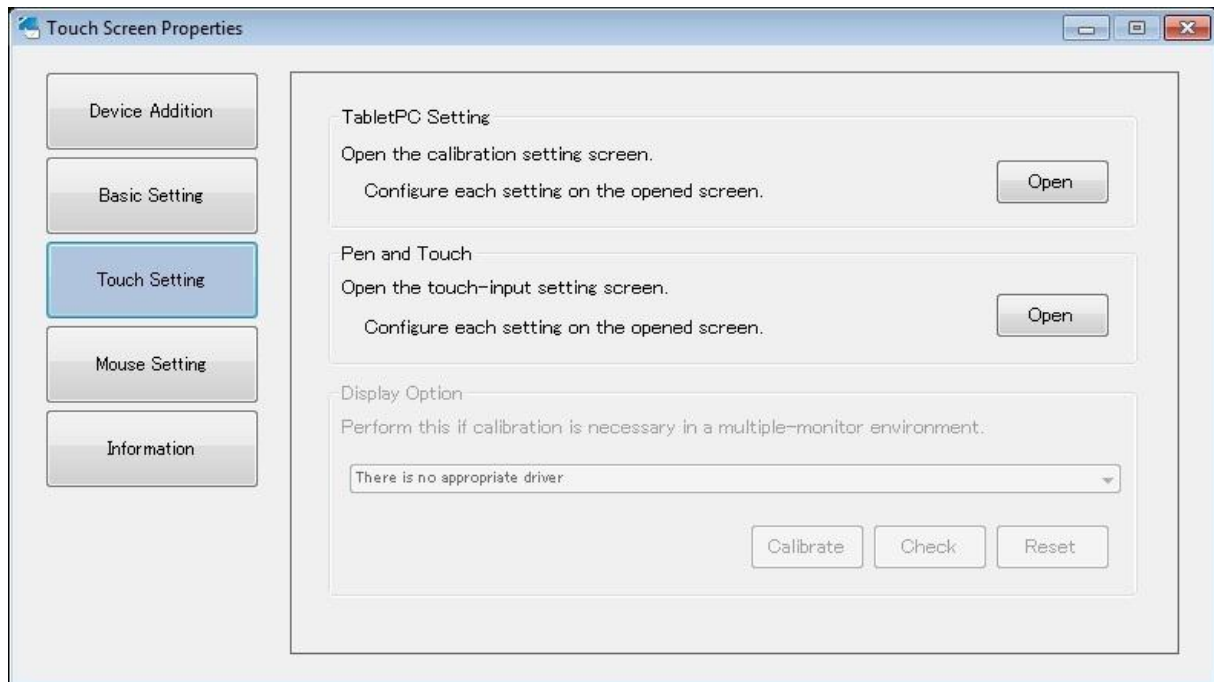 Touch Screen Properties
Device Addition
Basic Setting
Touch Setting
Mouse Setting
Information
TabletPC Setting
Open the calibration setting screen.
Configure each setting on the opened screen.
Open
Pen and Touch
Open the touch-input setting screen.
Configure each setting on the opened screen.
Open
Display Option
Perform this if calibration is necessary in a multiple-monitor environment.
There is no appropriate driver
Calibrate
Check
Reset